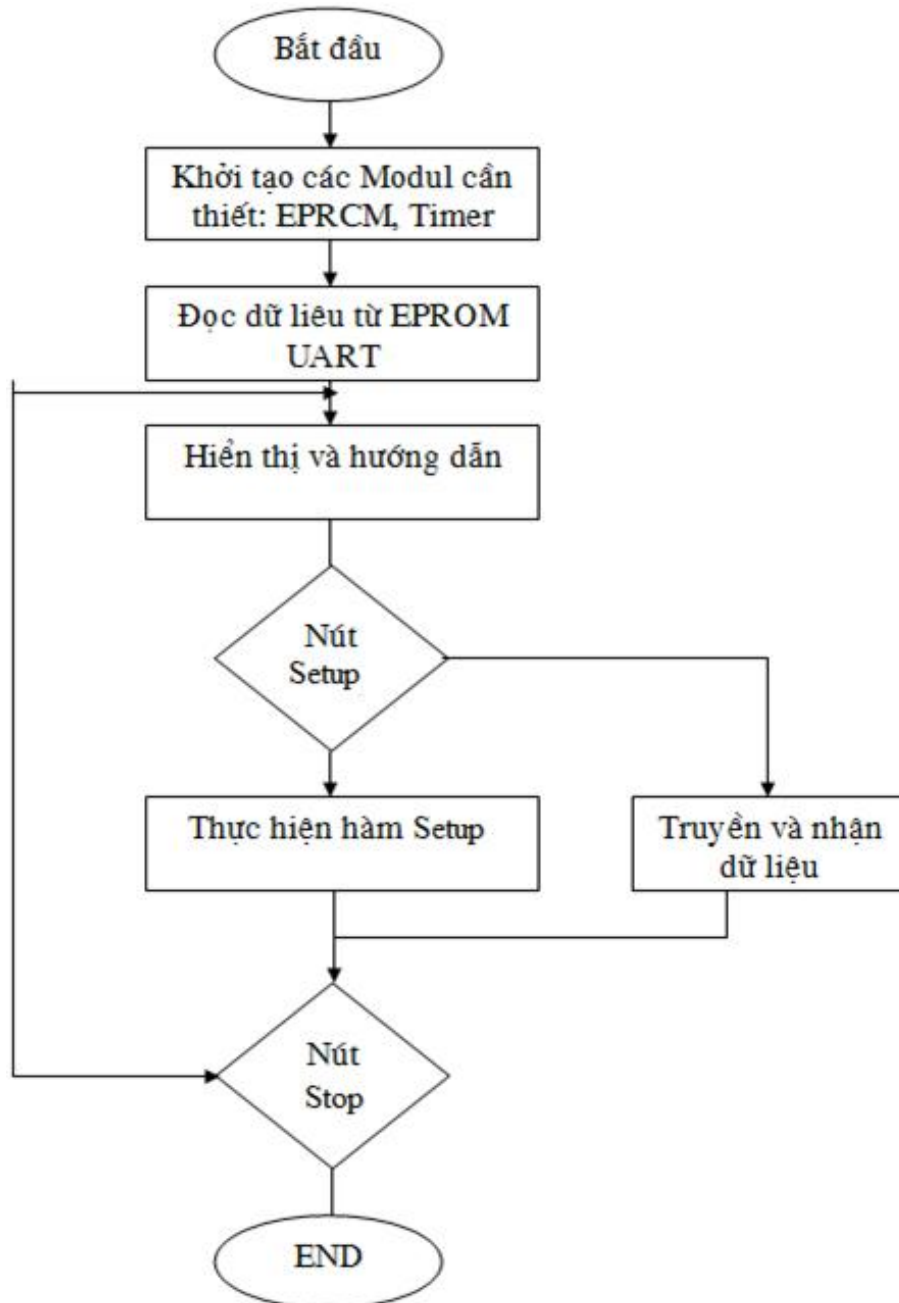 Bắt đầu
Khởi tạo các Modul cần
thiết: EPRCM, Timer
Đọc dữ liêu từ EPROM
UART
Hiển thị và hướng dẫn
Nút
Setup
Thực hiện hàm Setup
Truyền và nhận
dữ liệu
Nút
Stop
END